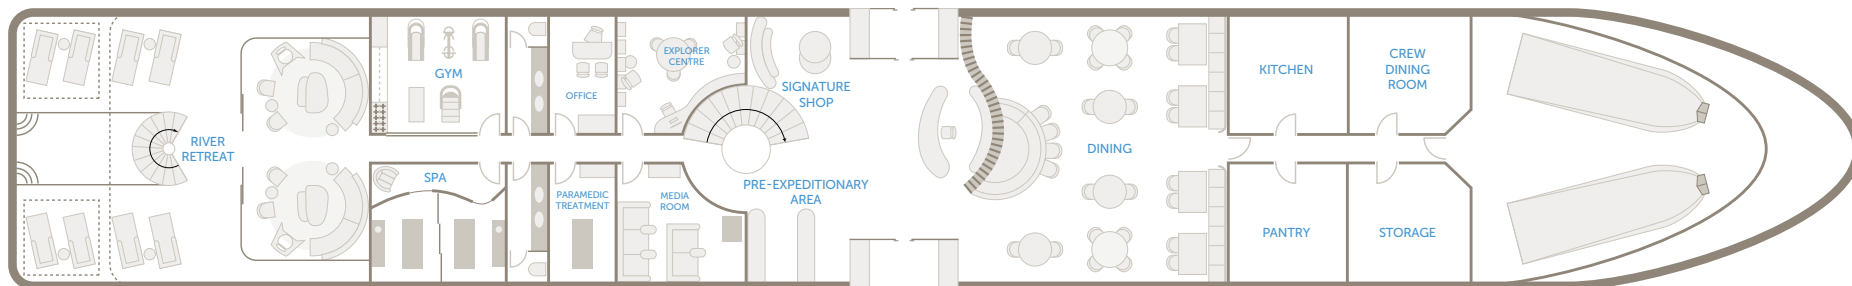 RIVER
RETREAT
GYM
SPA
OFFICE
PARAMEDIC
TREATMENT
EXPLORER
CENTRE
MEDIA
ROOM
SIGNATURE
SHOP
PRE-EXPEDITIONARY
AREA
DINING
KITCHEN
CREW
DINING
ROOM
PANTRY
STORAGE